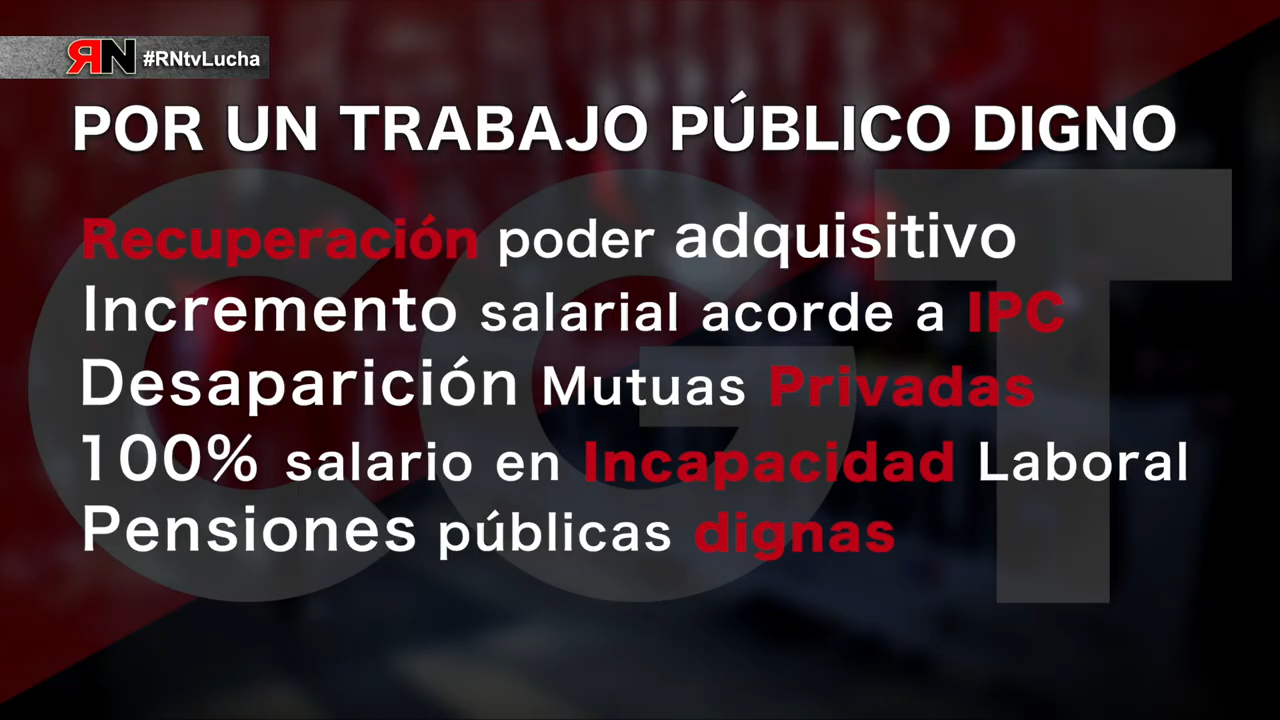 RN #RNtvLucha
POR UN TRABAJO PÚBLICO DIGNO
CGT
Recuperación poder adquisitivo
Incremento salarial acorde a IPC
Desaparición Mutuas Privadas
100% salario en Incapacidad Laboral
Pensiones públicas dignas